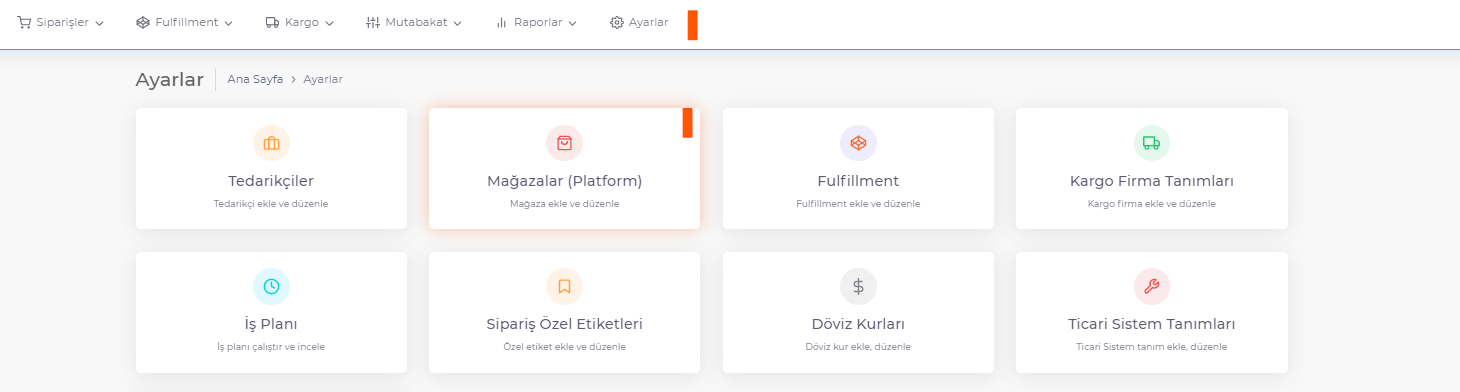 Siparişler Fulfillment Kargo Mutabakat Raporlar Ayarlar
Ayarlar Ana Sayfa > Ayarlar
Tedarikçiler
Tedarikçi ekle ve düzenle
Mağazalar (Platform)
Mağaza ekle ve düzenle
Fulfillment
Fulfillment ekle ve düzenle
Kargo Firma Tanımları
Kargo firma ekle ve düzenle
İş Planı
İş planı çalıştır ve incele
Sipariş Özel Etiketleri
Özel etiket ekle ve düzenle
Döviz Kurları
Döviz kur ekle, düzenle
Ticari Sistem Tanımları
Ticari Sistem tanım ekle, düzenle